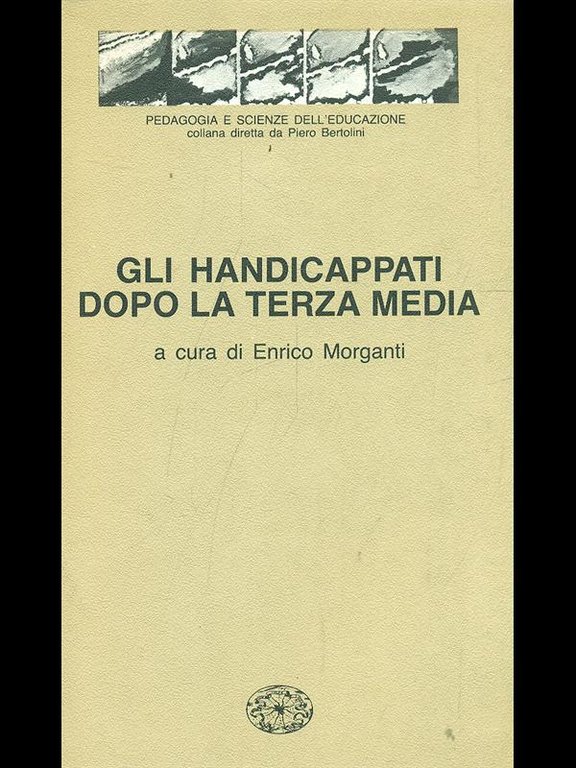 PEDAGOGIA E SCIENZE DELL'EDUCAZIONE
collana diretta da Piero Bertolini
GLI HANDICAPPATI
DOPO LA TERZA MEDIA
a cura di Enrico Morganti